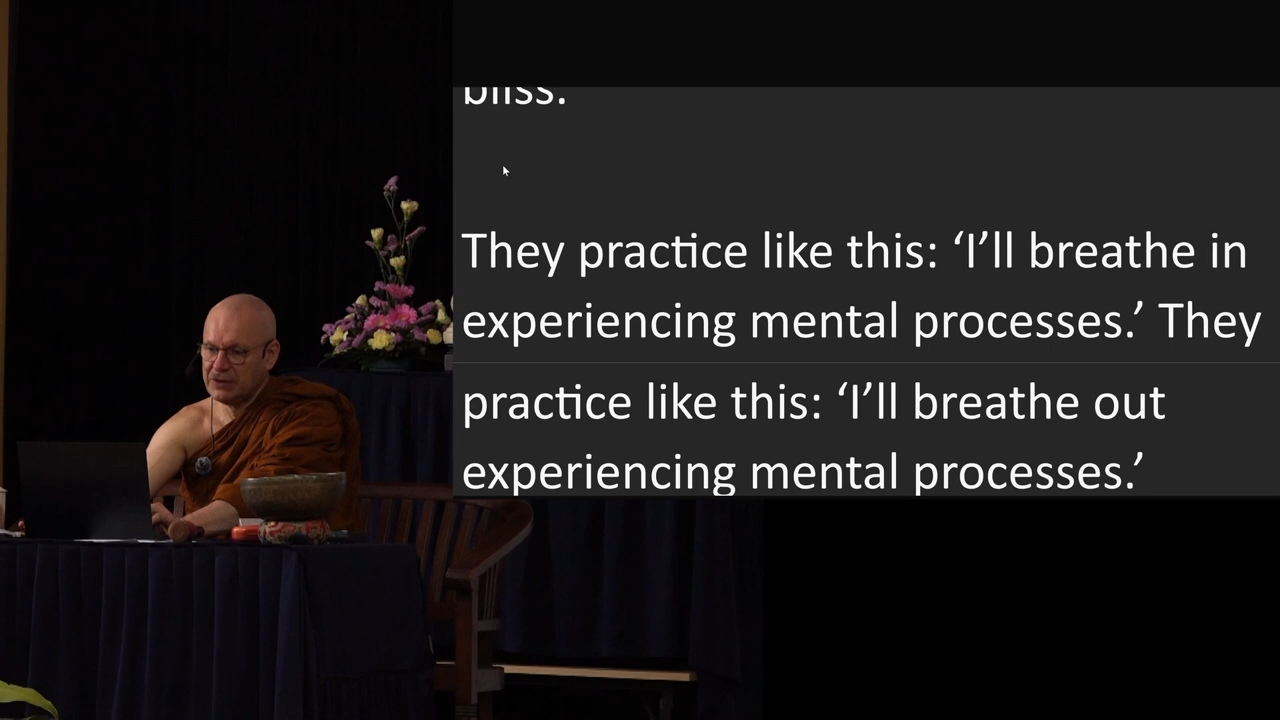 bliss.
They practice like this: ‘I’ll breathe in
experiencing mental processes.’ They
practice like this: ‘I’ll breathe out
experiencing mental processes.’